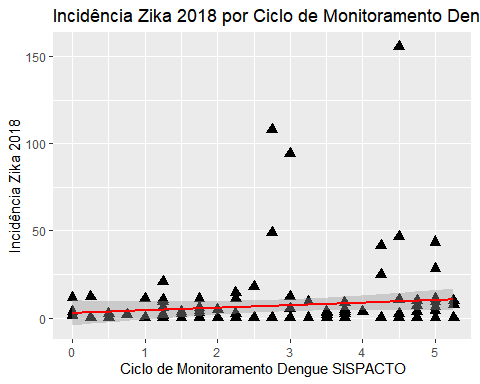 Incidência Zika 2018 por Ciclo de Monitoramento Den
150
100
50
0
Incidência Zika 2018
0 1 2 3 4 5
Ciclo de Monitoramento Dengue SISPACTO